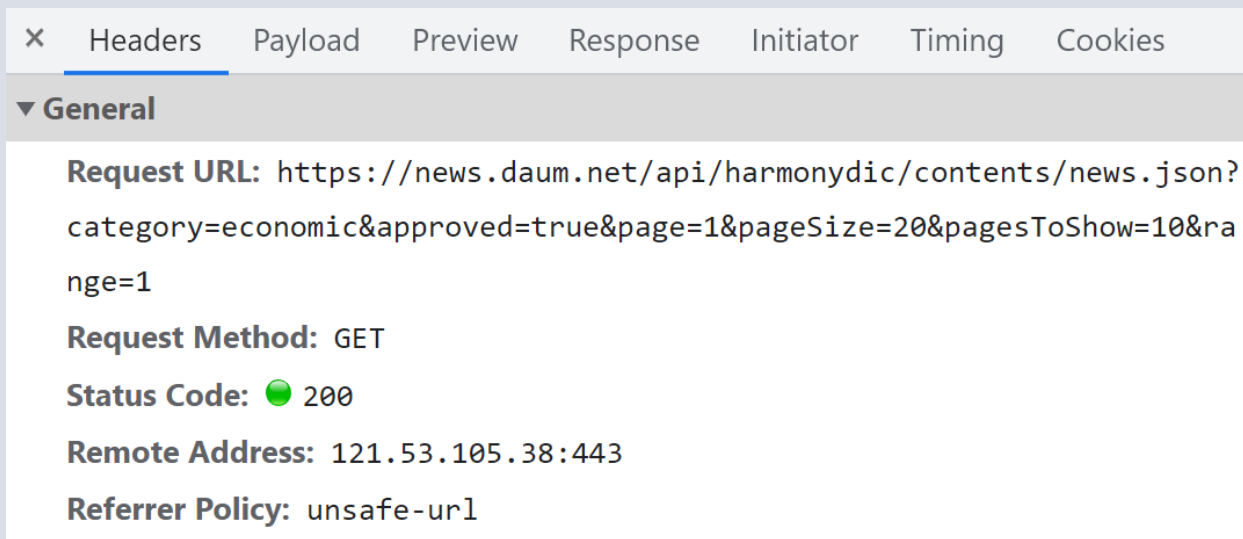 × Headers Payload Preview Response Initiator Timing Cookies
▼ General
Request URL: https://news.daum.net/api/harmonydic/contents/news.json?
category=economic&approved=true&page=1&pageSize=20&pagesToShow=10&ra
nge=1
Request Method: GET
Status Code: 200
Remote Address: 121.53.105.38:443
Referrer Policy: unsafe-url